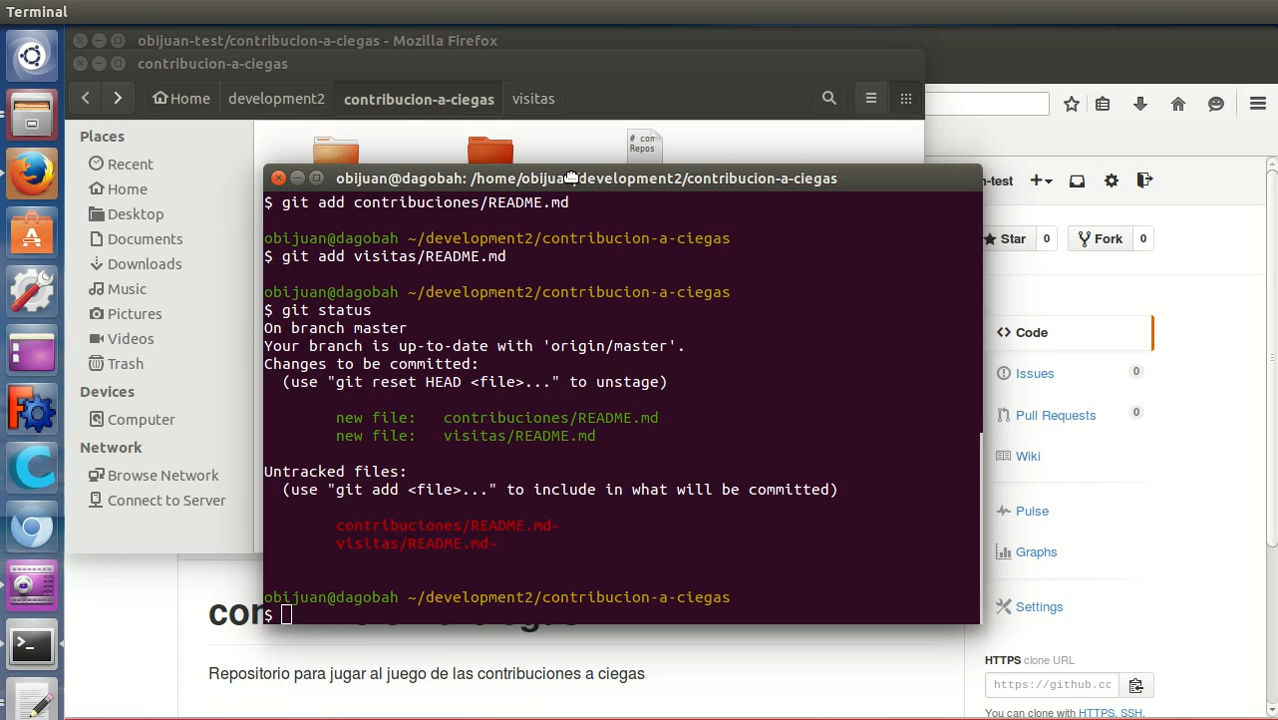 Terminal
obijuan-test/contribucion-a-ciegas - Mozilla Firefox
contribucion-a-ciegas
Home development2 contribucion-a-ciegas visitas
Places
Recent
Home
Desktop
Documents
Downloads
Music
Pictures
Videos
Trash
Devices
Computer
Network
Browse Network
Connect to Server
# con
Repos
obijuan@dagobah: /home/obijuan/development2/contribucion-a-ciegas
$ git add contribuciones/README.md
obijuan@dagobah ~/development2/contribucion-a-ciegas
$ git add visitas/README.md
obijuan@dagobah ~/development2/contribucion-a-ciegas
$ git status
On branch master
Your branch is up-to-date with 'origin/master'.
Changes to be committed:
(use "git reset HEAD <file>..." to unstage)
new file: contribuciones/README.md
new file: visitas/README.md
Untracked files:
(use "git add <file>..." to include in what will be committed)
contribuciones/README.md~
visitas/README.md~
obijuan@dagobah ~/development2/contribucion-a-ciegas
$
Repositorio para jugar al juego de las contribuciones a ciegas
n-test
Star 0 Fork 0
Code
Issues 0
Pull Requests 0
Wiki
Pulse
Graphs
Settings
HTTPS clone URL
https://github.cc
You can clone with HTTPS, SSH,